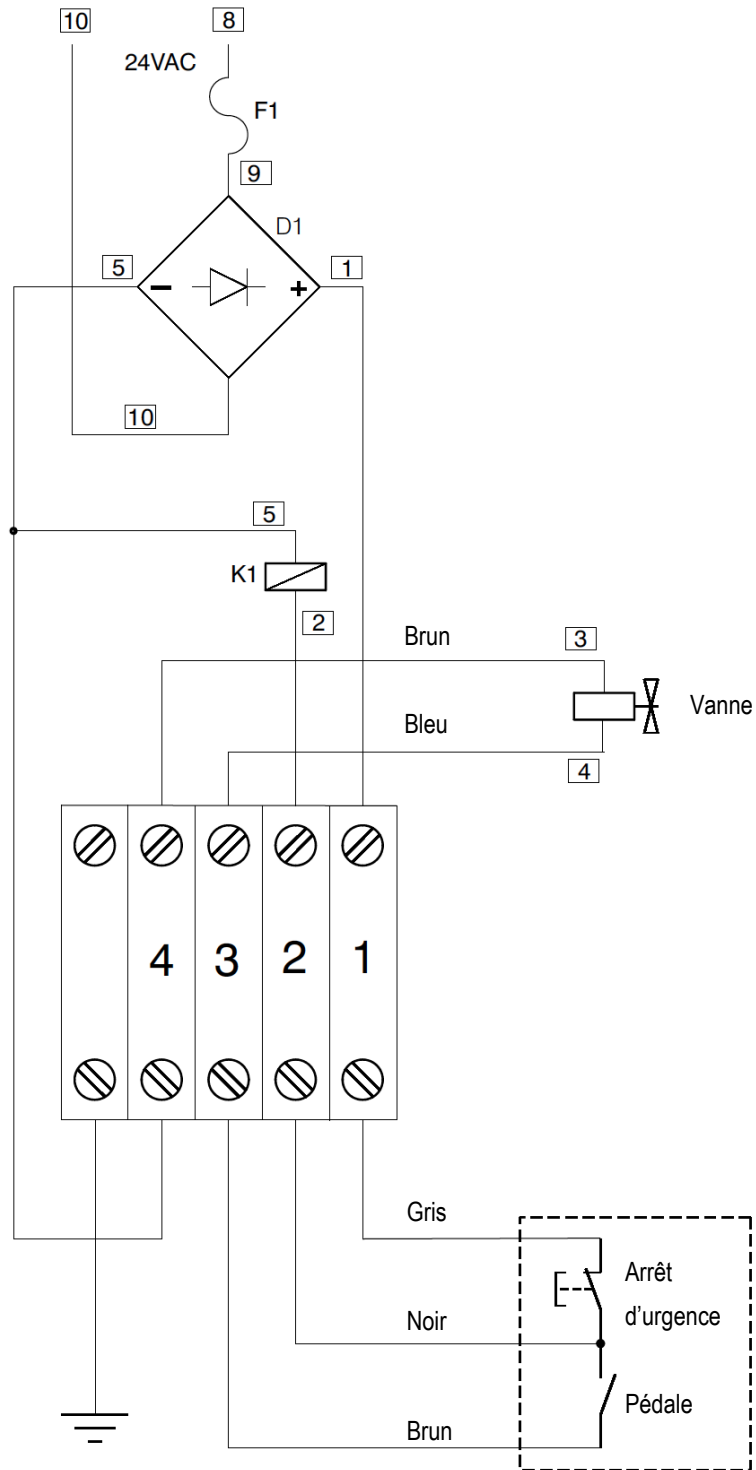 10
8
24VAC
F1
9
D1
5
1
− +
10
5
K1
2
Brun
3
Vanne
Bleu
4
4 3 2 1
Gris
Arrêt
d'urgence
Noir
Pédale
Brun